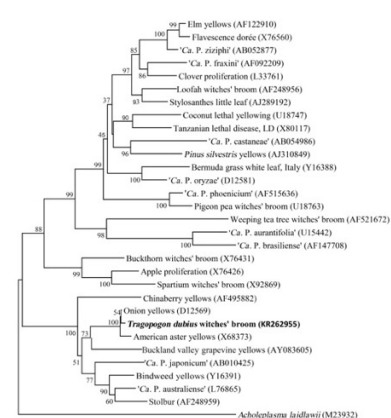 99
Elm yellows (AF122910)
100
Flavescence dorée (X76560)
'Ca. P. ziziphi' (AB052877)
85
'Ca. P. fraxini' (AF092209)
97
86
Clover proliferation (L33761)
Loofah witches' broom (AF248956)
37
83
Stylosanthes little leaf (AJ289192)
90
Coconut lethal yellowing (U18747)
Tanzanian lethal disease, LD (X80117)
48
'Ca. P. castaneae' (AB054986)
96
Pinus silvestris yellows (AJ310849)
99
Bermuda grass white leaf, Italy (Y16388)
100
'Ca. P. oryzae' (D12581)
'Ca. P. phoenicium' (AF515636)
99
100
Pigeon pea witches' broom (U18763)
Weeping tea tree witches' broom (AF521672)
88
98
'Ca. P. aurantifolia' (U15442)
100
'Ca. P. brasiliense' (AF147708)
Buckthorn witches' broom (X76431)
99
Apple proliferation (X76426)
100
Spartium witches' broom (X92869)
Chinaberry yellows (AF495882)
54
Onion yellows (D12569)
100
Tragopogon dubius witches' broom (KR262955)
100
73
American aster yellows (X68373)
Buckland valley grapevine yellows (AY083605)
51
'Ca. P. japonicum' (AB010425)
77
Bindweed yellows (Y16391)
90
'Ca. P. australiense' (L76865)
60
Stolbur (AF248959)
Acholeplasma laidlawii (M23932)